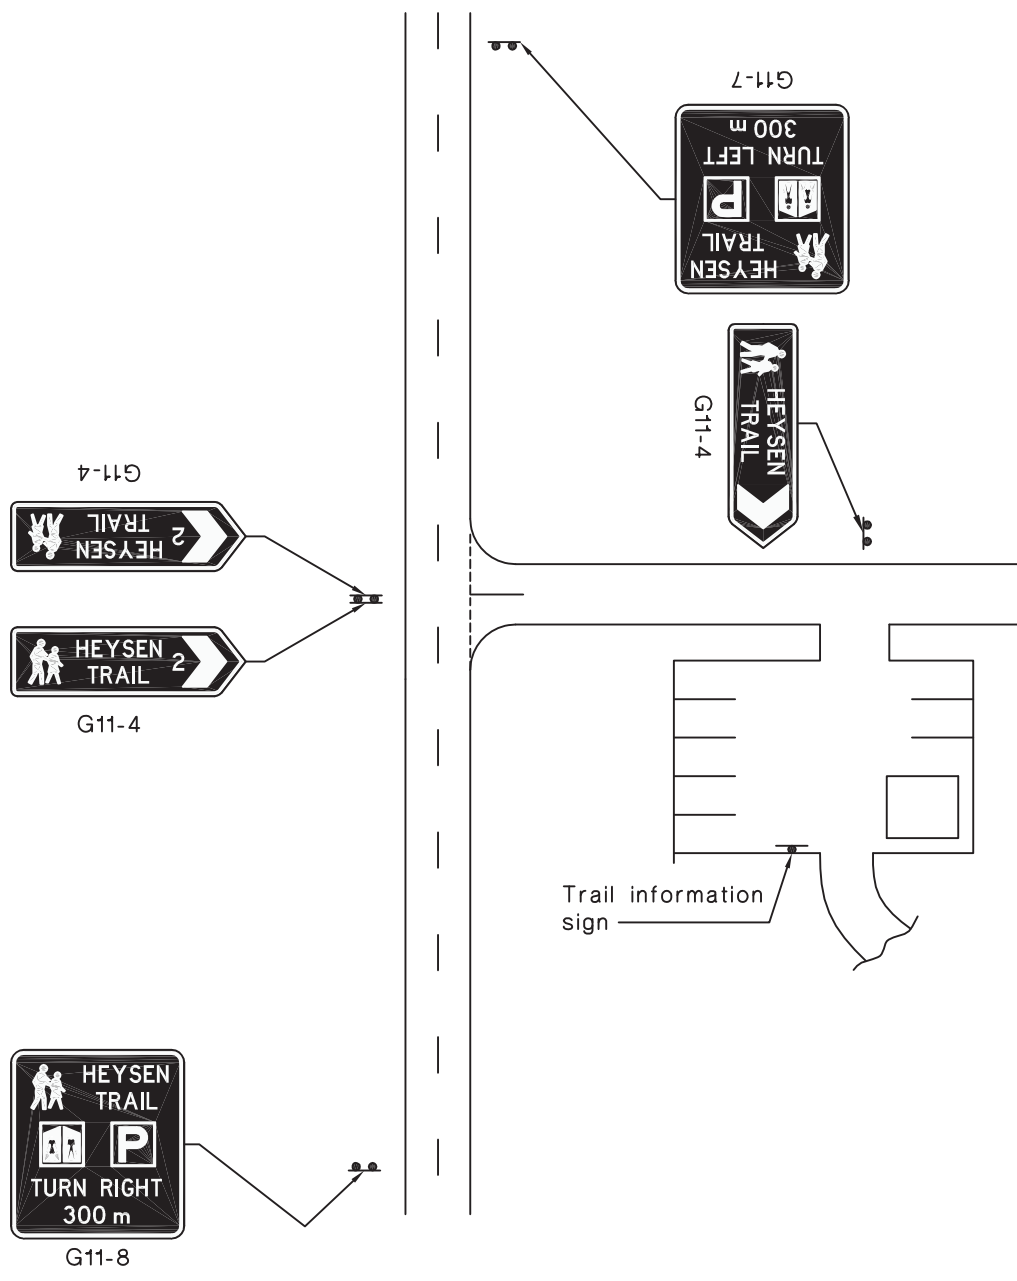 G11-7
HEYSEN
TRAIL
P
TURN LEFT
300 m
HEYSEN
TRAIL
G11-4
G11-4
HEYSEN
TRAIL
2
HEYSEN
TRAIL
2
G11-4
Trail information
sign
HEYSEN
TRAIL
P
TURN RIGHT
300 m
G11-8